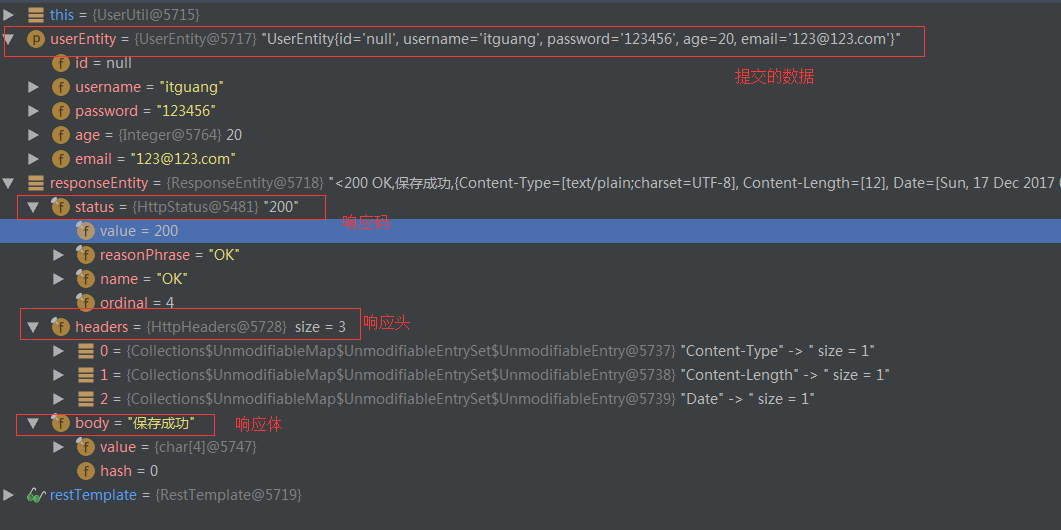 this = {UserUtil@5715}
userEntity = {UserEntity@5717} "UserEntity{id='null', username='itguang', password='123456', age=20, email='123@123.com'}"
id = null
提交的数据
username = "itguang"
password = "123456"
age = {Integer@5764} 20
email = "123@123.com"
responseEntity = {ResponseEntity@5718} "<200 OK,保存成功,{Content-Type=[text/plain;charset=UTF-8], Content-Length=[12], Date=[Sun, 17 Dec 2017
status = {HttpStatus@5481} "200"
响应码
value = 200
reasonPhrase = "OK"
name = "OK"
ordinal = 4
headers = {HttpHeaders@5728} size = 3
响应头
0 = {Collections$UnmodifiableMap$UnmodifiableEntrySet$UnmodifiableEntry@5737} "Content-Type" -> " size = 1"
1 = {Collections$UnmodifiableMap$UnmodifiableEntrySet$UnmodifiableEntry@5738} "Content-Length" -> " size = 1"
2 = {Collections$UnmodifiableMap$UnmodifiableEntrySet$UnmodifiableEntry@5739} "Date" -> " size = 1"
body = "保存成功"
响应体
value = {char[4]@5747}
hash = 0
restTemplate = {RestTemplate@5719}